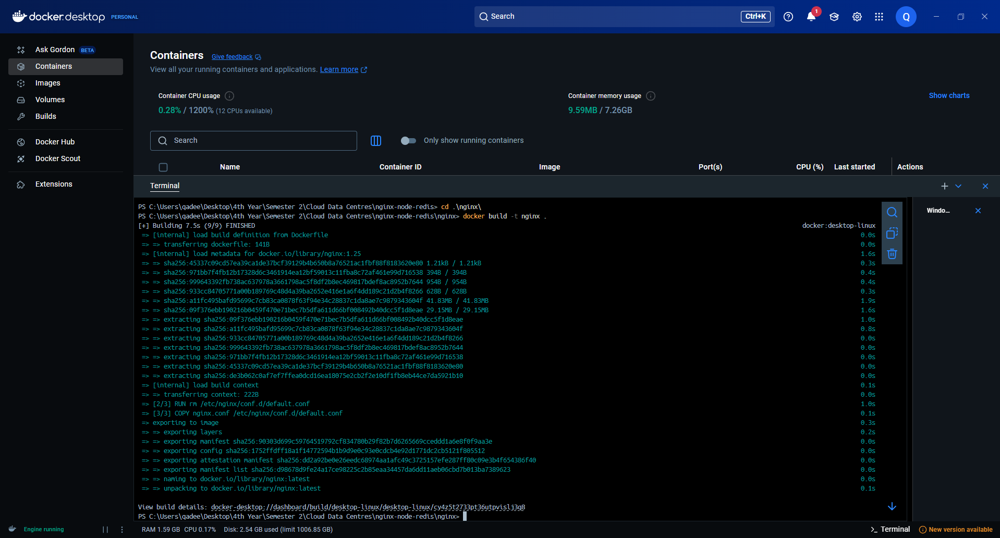 docker.desktop PERSONAL
Search Ctrl+K
1
Q
Ask Gordon BETA
Containers
Images
Volumes
Builds
Docker Hub
Docker Scout
Extensions
Containers Give feedback
View all your running containers and applications. Learn more
Container CPU usage
0.28% / 1200% (12 CPUs available)
Container memory usage
9.59MB / 7.26GB
Show charts
Search
Only show running containers
Name Container ID Image Port(s) CPU (%) Last started Actions
Terminal
Windo...
PS C:\Users\qadee\Desktop\4th Year\Semester 2\Cloud Data Centres\nginx-node-redis> cd .\nginx\
PS C:\Users\qadee\Desktop\4th Year\Semester 2\Cloud Data Centres\nginx-node-redis\nginx> docker build -t nginx .
[+] Building 7.5s (9/9) FINISHED docker:desktop-linux
=> [internal] load build definition from Dockerfile 0.0s
=> => transferring dockerfile: 141B 0.0s
=> [internal] load metadata for docker.io/library/nginx:1.25 1.6s
=> => sha256:45337c09cd57ea39ca1de37bcf39129b4b650b8a76521ac1fbf88f8183620e80 1.21kB / 1.21kB 0.3s
=> => sha256:971bb7f4fb12b17328d6c3461914ea12bf59013c11fba8c72af461e99d716538 394B / 394B 0.4s
=> => sha256:999643392fb738ac637978a3661798ac5f8df2b8ec469817bdef8ac8952b7644 954B / 954B 0.4s
=> => sha256:933cc84705771a00b189769c48d4a39ba2652e416e1a6f4dd189c21d2b4f8266 628B / 628B 0.3s
=> => sha256:a11fc495bafd95699c7cb83ca0878f63f94e34c28837c1da8ae7c9879343604f 41.83MB / 41.83MB 1.9s
=> => sha256:09f376ebb190216b0459f470e71bec7b5dfa611d66bf008492b40dcc5f1d8eae 29.15MB / 29.15MB 1.6s
=> => extracting sha256:09f376ebb190216b0459f470e71bec7b5dfa611d66bf008492b40dcc5f1d8eae 1.0s
=> => extracting sha256:a11fc495bafd95699c7cb83ca0878f63f94e34c28837c1da8ae7c9879343604f 0.8s
=> => extracting sha256:933cc84705771a00b189769c48d4a39ba2652e416e1a6f4dd189c21d2b4f8266 0.0s
=> => extracting sha256:999643392fb738ac637978a3661798ac5f8df2b8ec469817bdef8ac8952b7644 0.0s
=> => extracting sha256:971bb7f4fb12b17328d6c3461914ea12bf59013c11fba8c72af461e99d716538 0.0s
=> => extracting sha256:45337c09cd57ea39ca1de37bcf39129b4b650b8a76521ac1fbf88f8183620e80 0.0s
=> => extracting sha256:de3b062c0af7ef7ffea0dcd16ea18075e2cb2f2e10df1fb8eb44ce7da5921b10 0.0s
=> [internal] load build context 0.1s
=> => transferring context: 222B 0.0s
=> [2/3] RUN rm /etc/nginx/conf.d/default.conf 1.0s
=> [3/3] COPY nginx.conf /etc/nginx/conf.d/default.conf 0.1s
=> exporting to image 0.3s
=> => exporting layers 0.2s
=> => exporting manifest sha256:90303d699c59764519792cf834780b29f82b7d6265669cceddd1a6e8f0f9aa3e 0.0s
=> => exporting config sha256:1752ffdff18a1f14772594b1b9d9e0c93e0cdcb4e92d1771dc2cb5121f805512 0.0s
=> => exporting attestation manifest sha256:dd2a92be0e26eedc68974aa1afc49c3725157efe287ff80c09e3b4f654386f40 0.0s
=> => exporting manifest list sha256:d98678d9fe24a17ce98225c2b85eaa34457da6dd11aeb06cbd7b013ba7389623 0.0s
=> => naming to docker.io/library/nginx:latest 0.0s
=> => unpacking to docker.io/library/nginx:latest 0.1s
View build details: docker-desktop://dashboard/build/desktop-linux/desktop-linux/cy4z5t2733pt36utpvislj3q8
PS C:\Users\qadee\Desktop\4th Year\Semester 2\Cloud Data Centres\nginx-node-redis\nginx>
Engine running RAM 1.59 GB CPU 0.17% Disk: 2.54 GB used (limit 1006.85 GB) Terminal New version available